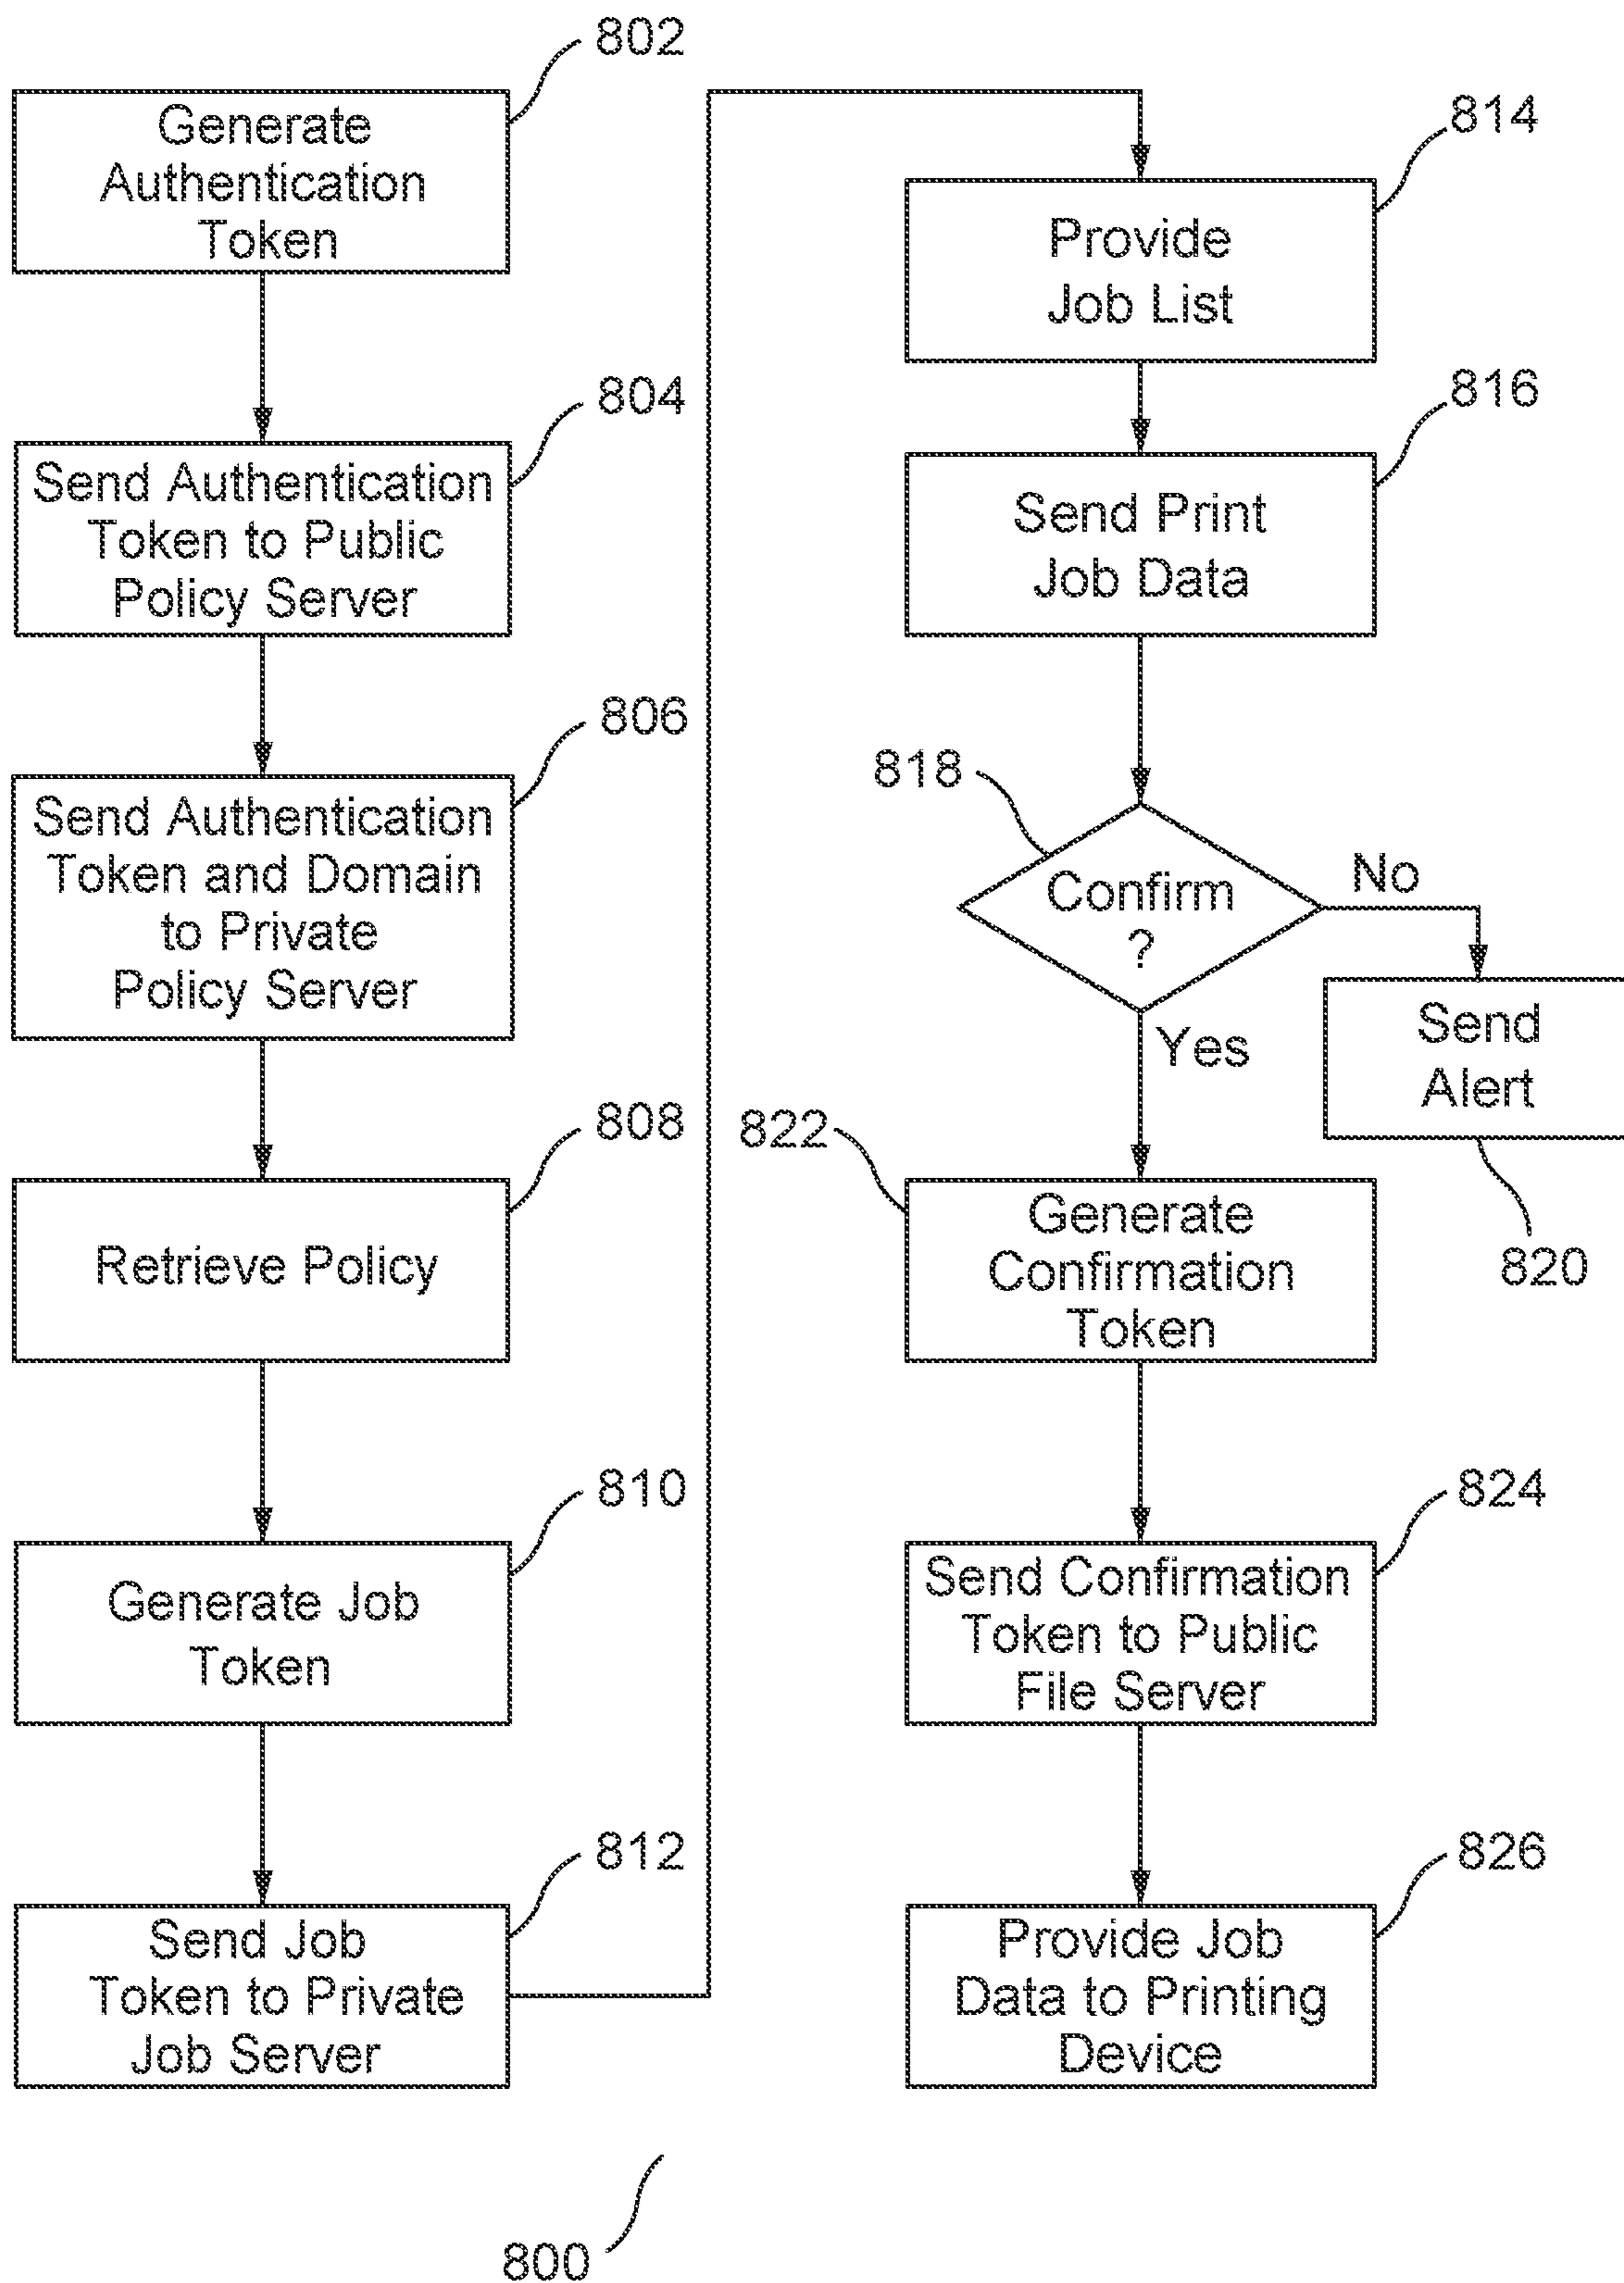 802
Generate
Authentication
Token
804
Send Authentication
Token to Public
Policy Server
806
Send Authentication
Token and Domain
to Private
Policy Server
808
Retrieve Policy
810
Generate Job
Token
812
Send Job
Token to Private
Job Server
814
Provide
Job List
816
Send Print
Job Data
818
Confirm
?
No
Yes
Send
Alert
820
822
Generate
Confirmation
Token
824
Send Confirmation
Token to Public
File Server
826
Provide Job
Data to Printing
Device
800